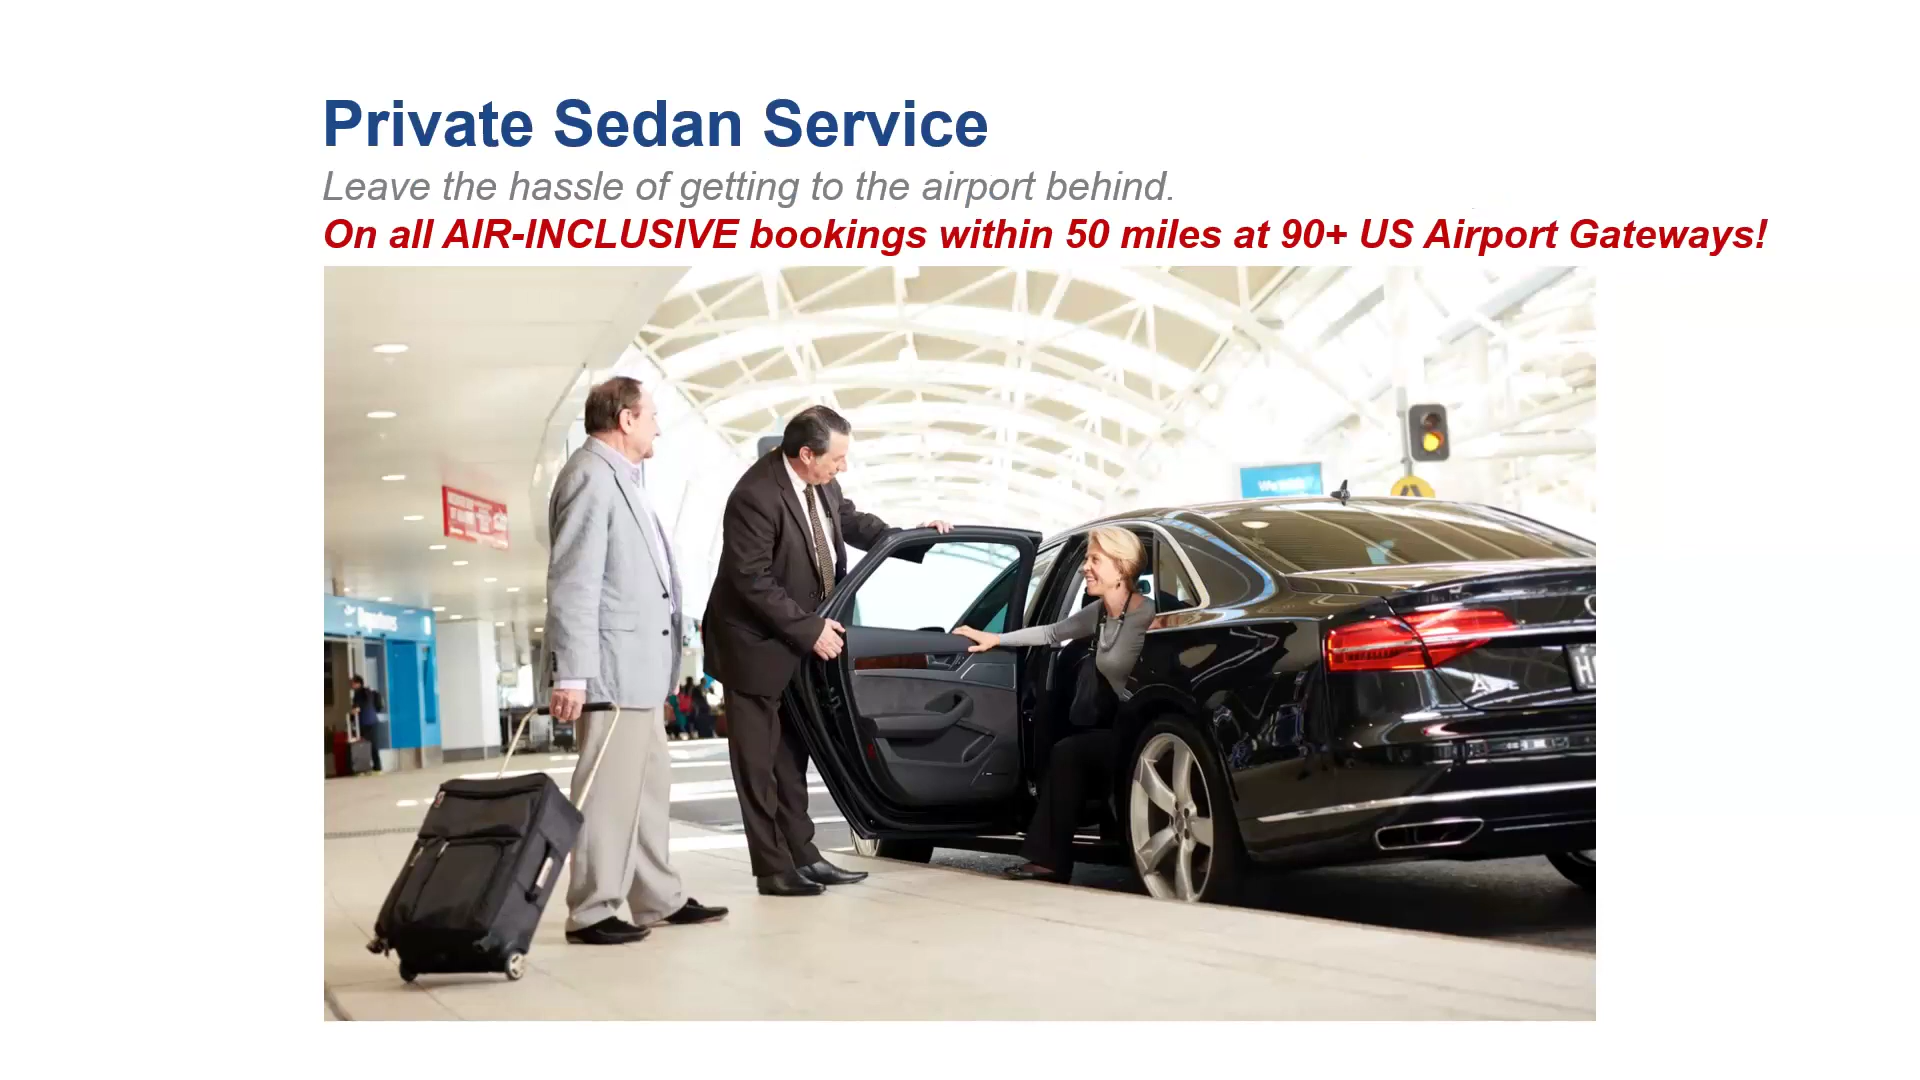 Private Sedan Service
Leave the hassle of getting to the airport behind.
On all AIR-INCLUSIVE bookings within 50 miles at 90+ US Airport Gateways!
Departures